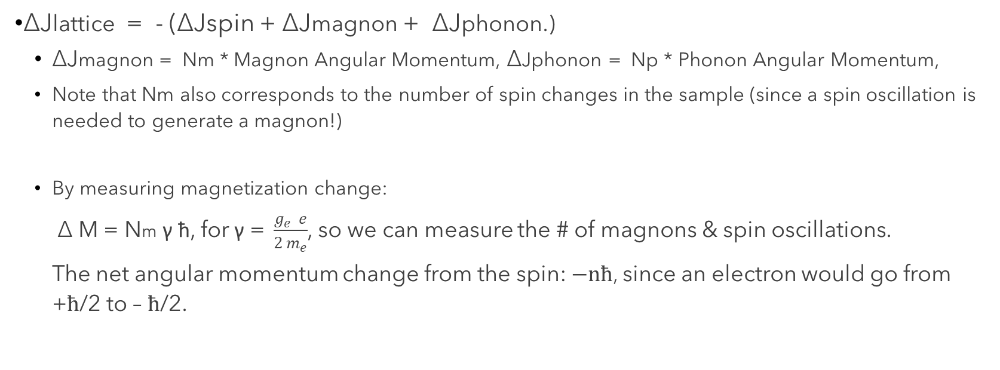 •ΔJlattice = - (ΔJspin + ΔJmagnon + ΔJphonon.)
• ΔJmagnon = Nm * Magnon Angular Momentum, ΔJphonon = Np * Phonon Angular Momentum,
• Note that Nm also corresponds to the number of spin changes in the sample (since a spin oscillation is
needed to generate a magnon!)
• By measuring magnetization change:
Δ M = Nm γ ħ, for γ = \frac{g_e e}{2 m_e}, so we can measure the # of magnons & spin oscillations.
The net angular momentum change from the spin: −nħ, since an electron would go from
+ħ/2 to – ħ/2.